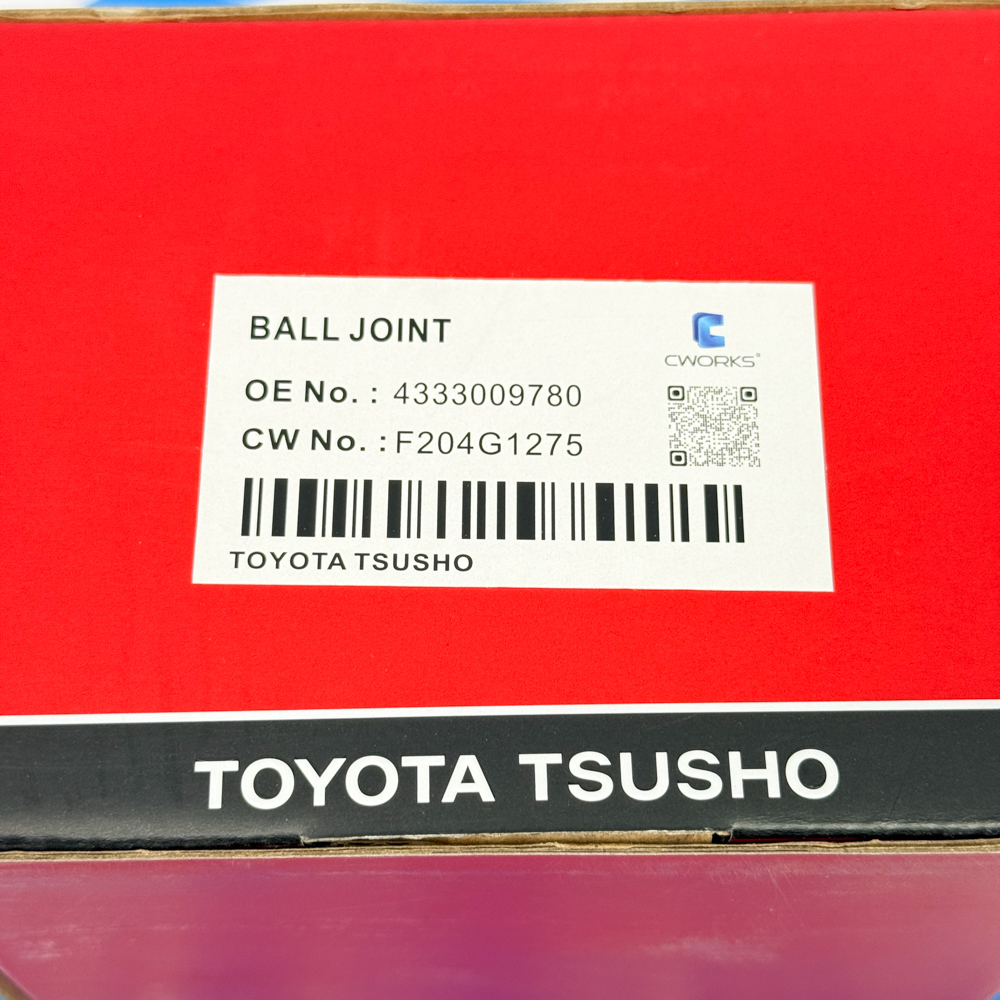 BALL JOINT
CWORKS®
OE No. : 4333009780
CW No. : F204G1275
TOYOTA TSUSHO
TOYOTA TSUSHO